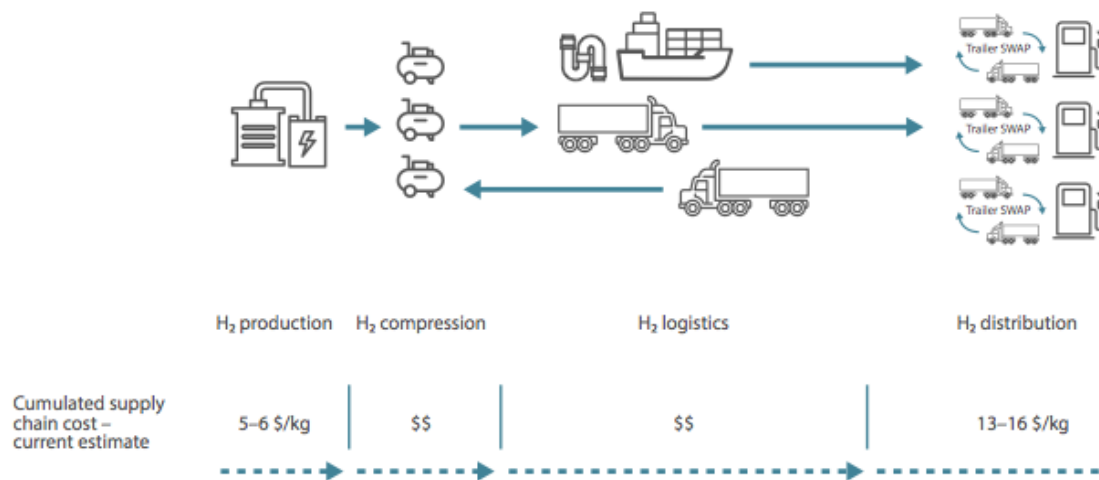 Trailer SWAP
Trailer SWAP
Trailer SWAP
H₂ production
H₂ compression
H₂ logistics
H₂ distribution
Cumulated supply
chain cost –
current estimate
5–6 $/kg
$$
$$
13–16 $/kg